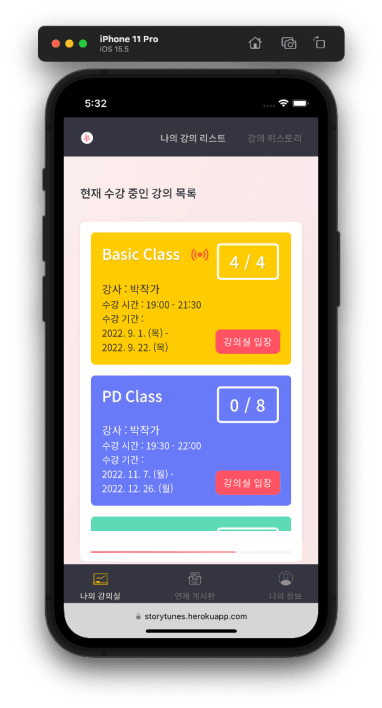 iPhone 11 Pro
iOS 15.5
5:32
나의 강의 리스트 강의 히스토리
현재 수강 중인 강의 목록
Basic Class
4 / 4
강사 : 박작가
수강 시간 : 19:00 - 21:30
수강 기간 :
2022. 9. 1. (목) -
2022. 9. 22. (목)
강의실 입장
PD Class
0 / 8
강사 : 박작가
수강 시간 : 19:30 - 22:00
수강 기간 :
2022. 11. 7. (월) -
2022. 12. 26. (월)
강의실 입장
나의 강의실 연재 게시판 나의 정보
storytunes.herokuapp.com